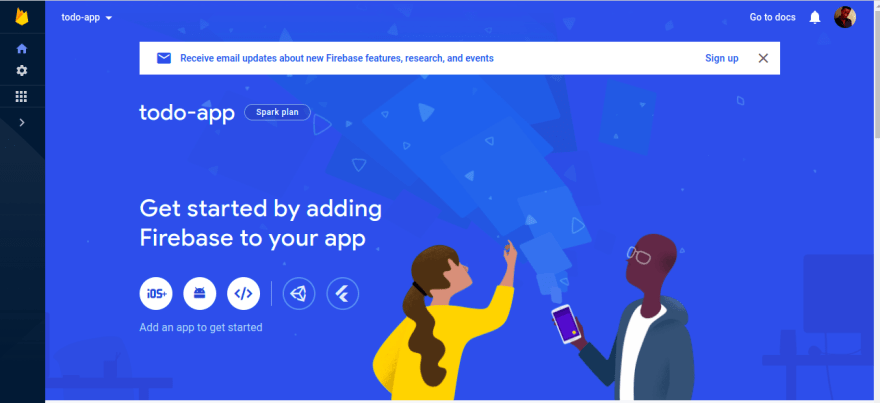 todo-app
Go to docs
Receive email updates about new Firebase features, research, and events
Sign up
todo-app
Spark plan
Get started by adding
Firebase to your app
iOS+
Add an app to get started